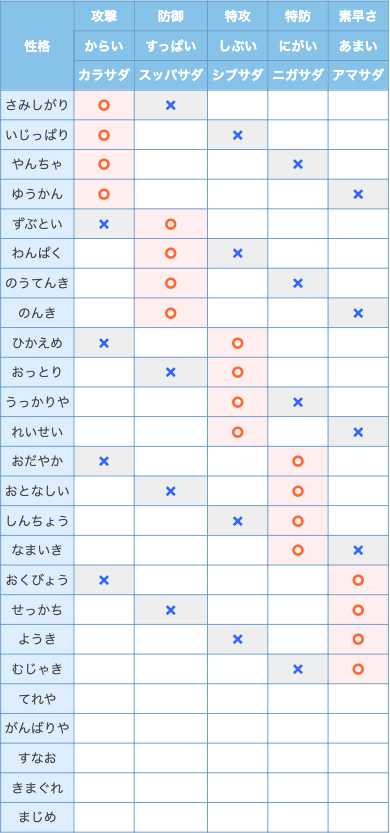 性格 攻撃 防御 特攻 特防 素早さ
からい すっぱい しぶい にがい あまい
カラサダ スッパサダ シブサダ ニガサダ アマサダ
さみしがり ○ ×
いじっぱり ○ ×
やんちゃ ○ ×
ゆうかん ○ ×
ずぶとい × ○
わんぱく ○ ×
のうてんき ○ ×
のんき ○ ×
ひかえめ × ○
おっとり × ○
うっかりや ○ ×
れいせい ○ ×
おだやか × ○
おとなしい × ○
しんちょう × ○
なまいき ○ ×
おくびょう × ○
せっかち × ○
ようき × ○
むじゃき × ○
てれや
がんばりや
すなお
きまぐれ
まじめ